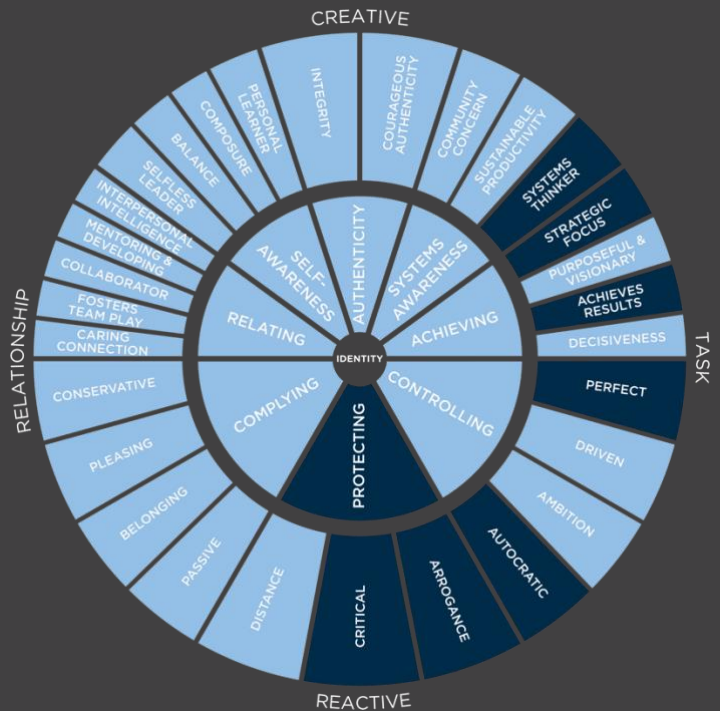 CREATIVE
RELATIONSHIP
TASK
REACTIVE
IDENTITY
RELATING
SELF-
AWARENESS
AUTHENTICITY
SYSTEMS
AWARENESS
ACHIEVING
CONTROLLING
PROTECTING
COMPLYING
CARING
CONNECTION
FOSTERS
TEAM PLAY
COLLABORATOR
MENTORING &
DEVELOPING
INTERPERSONAL
INTELLIGENCE
SELFLESS
LEADER
BALANCE
COMPOSURE
PERSONAL
LEARNER
INTEGRITY
COURAGEOUS
AUTHENTICITY
COMMUNITY
CONCERN
SUSTAINABLE
PRODUCTIVITY
SYSTEMS
THINKER
STRATEGIC
FOCUS
PURPOSEFUL &
VISIONARY
ACHIEVES
RESULTS
DECISIVENESS
PERFECT
DRIVEN
AMBITION
AUTOCRATIC
ARROGANCE
CRITICAL
DISTANCE
PASSIVE
BELONGING
PLEASING
CONSERVATIVE